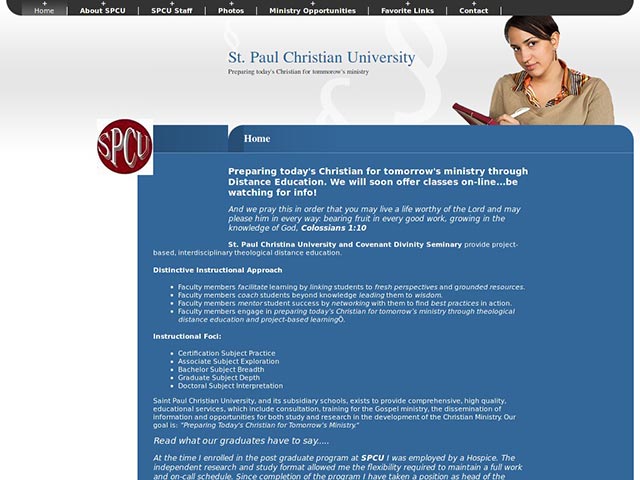 + + + + + +
Home | About SPCU | SPCU Staff | Photos | Ministry Opportunities | Favorite Links | Contact |
St. Paul Christian University
Preparing today's Christian for tommorow's ministry
SPCU
Home
Preparing today's Christian for tomorrow's ministry through
Distance Education. We will soon offer classes on-line...be
watching for info!
And we pray this in order that you may live a life worthy of the Lord and may
please him in every way: bearing fruit in every good work, growing in the
knowledge of God, Colossians 1:10
St. Paul Christina University and Covenant Divinity Seminary provide project-
based, interdisciplinary theological distance education.
Distinctive Instructional Approach
• Faculty members facilitate learning by linking students to fresh perspectives and grounded resources.
• Faculty members coach students beyond knowledge leading them to wisdom.
• Faculty members mentor student success by networking with them to find best practices in action.
• Faculty members engage in preparing today's Christian for tomorrow's ministry through theological
distance education and project-based learningÕ.
Instructional Foci:
• Certification Subject Practice
• Associate Subject Exploration
• Bachelor Subject Breadth
• Graduate Subject Depth
• Doctoral Subject Interpretation
Saint Paul Christian University, and its subsidiary schools, exists to provide comprehensive, high quality,
educational services, which include consultation, training for the Gospel ministry, the dissemination of
information and opportunities for both study and research in the development of the Christian Ministry. Our
goal is: "Preparing Today's Christian for Tomorrow's Ministry."
Read what our graduates have to say.....
At the time I enrolled in the post graduate program at SPCU I was employed by a Hospice. The
independent research and study format allowed me the flexibility required to maintain a full work
and on-call schedule. Since completion of the program I have taken a position as head of the